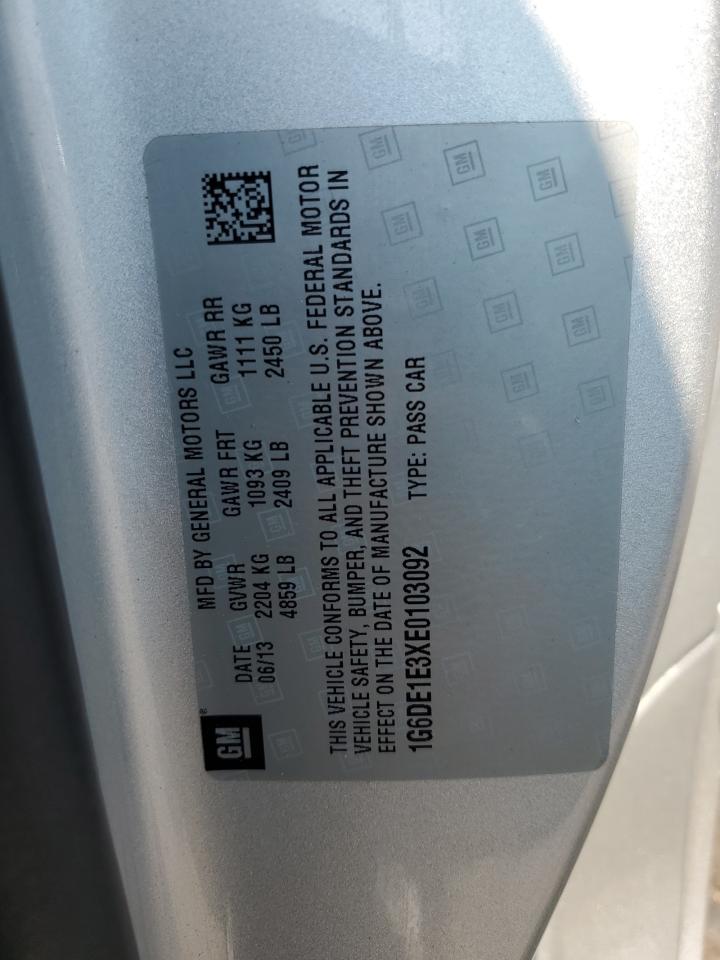 GM®
MFD BY GENERAL MOTORS LLC
DATE GVWR GAWR FRT GAWR RR
06/13 2204 KG 1093 KG 1111 KG
4859 LB 2409 LB 2450 LB
THIS VEHICLE CONFORMS TO ALL APPLICABLE U.S. FEDERAL MOTOR
VEHICLE SAFETY, BUMPER, AND THEFT PREVENTION STANDARDS IN
EFFECT ON THE DATE OF MANUFACTURE SHOWN ABOVE.
1G6DE1E3XE0103092 TYPE: PASS CAR